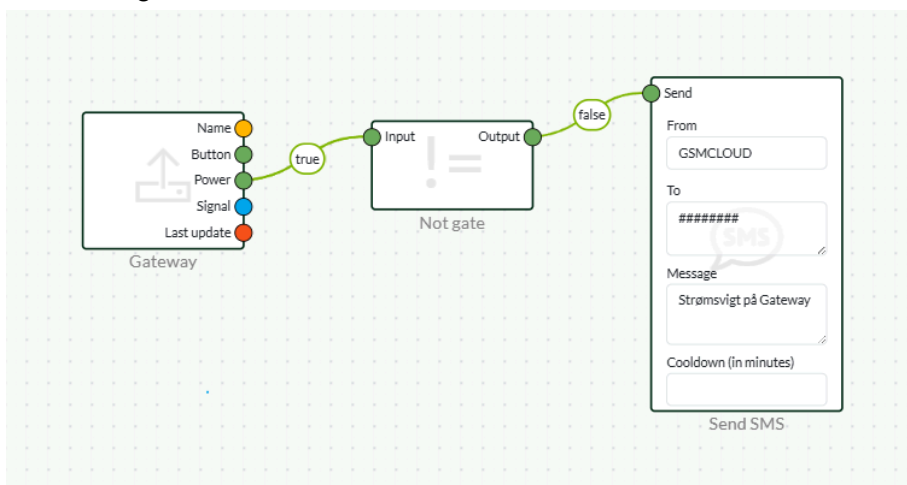 Name
Button
Power
Signal
Last update
Gateway
true
Input
Output
!=
Not gate
false
Send
From
GSMCLOUD
To
########
SMS
Message
Strømsvigt på Gateway
Cooldown (in minutes)
Send SMS